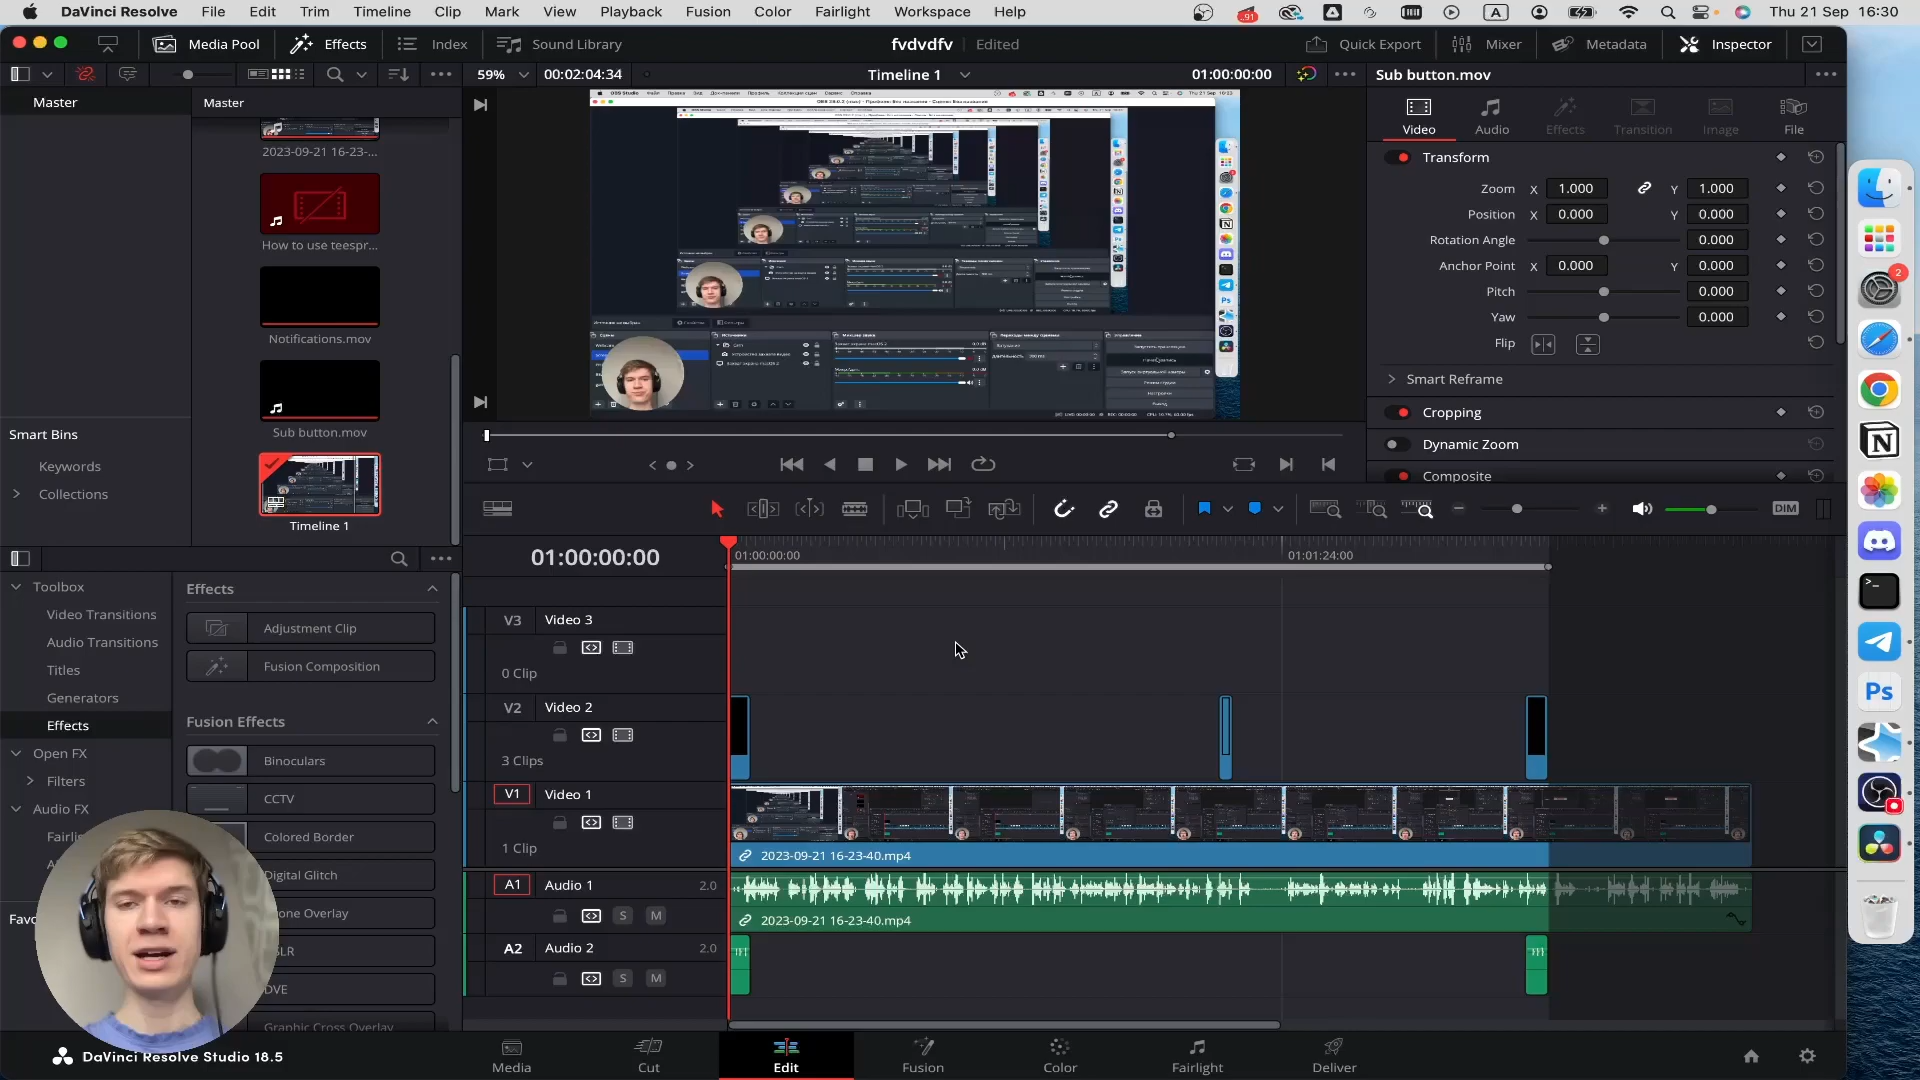 DaVinci Resolve File Edit Trim Timeline Clip Mark View Playback Fusion Color Fairlight Workspace Help
.91
A
Thu 21 Sep 16:30
Media Pool Effects Index Sound Library
fvdvdfv Edited
Quick Export Mixer Metadata Inspector
59% 00:02:04:34 Timeline 1 01:00:00:00
Sub button.mov
Master
Master
2023-09-21 16-23-...
How to use teespr...
Notifications.mov
Sub button.mov
Timeline 1
Smart Bins
Keywords
Collections
Video Audio Effects Transition Image File
Transform
Zoom X 1.000 Y 1.000
Position X 0.000 Y 0.000
Rotation Angle 0.000
Anchor Point X 0.000 Y 0.000
Pitch 0.000
Yaw 0.000
Flip
Smart Reframe
Cropping
Dynamic Zoom
Composite
DIM
01:00:00:00
01:00:00:00 01:01:24:00
Toolbox
Video Transitions
Audio Transitions
Titles
Generators
Effects
Open FX
Filters
Audio FX
Effects
Adjustment Clip
Fusion Composition
Fusion Effects
Binoculars
CCTV
Colored Border
Digital Glitch
DVE
V3 Video 3
0 Clip
V2 Video 2
3 Clips
V1 Video 1
1 Clip
2023-09-21 16-23-40.mp4
A1 Audio 1 2.0
S M
2023-09-21 16-23-40.mp4
A2 Audio 2 2.0
S M
DaVinci Resolve Studio 18.5
Media Cut Edit Fusion Color Fairlight Deliver
2
Ps